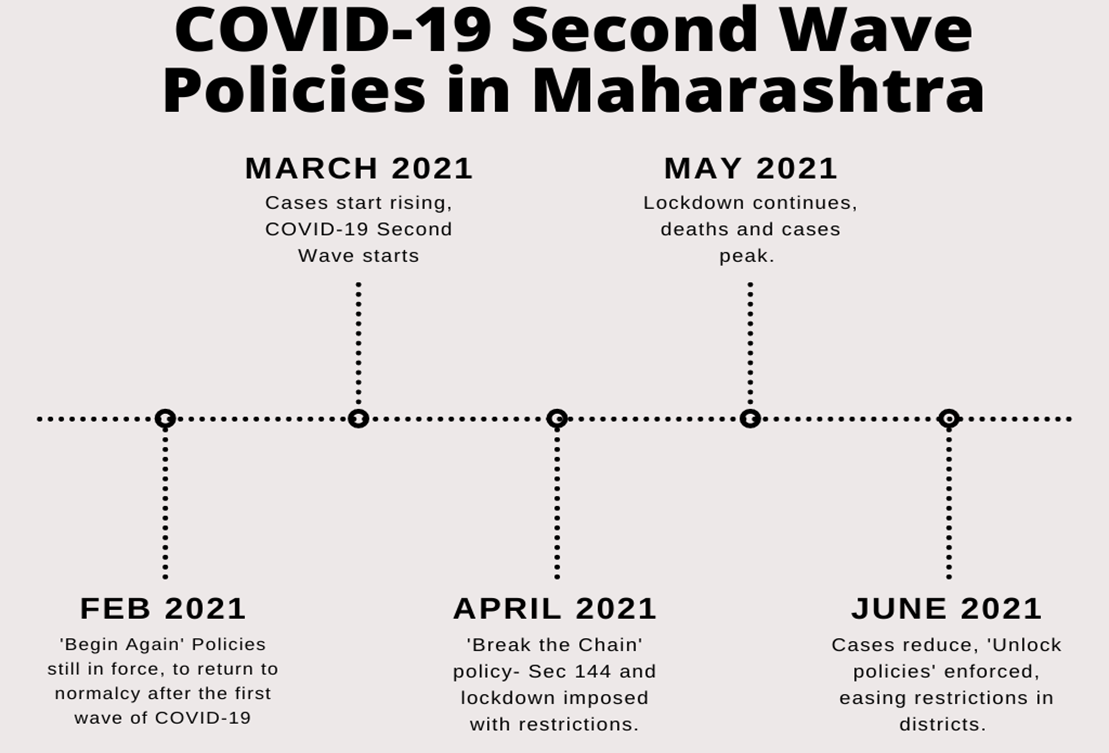 COVID-19 Second Wave
Policies in Maharashtra
MARCH 2021
Cases start rising,
COVID-19 Second
Wave starts
MAY 2021
Lockdown continues,
deaths and cases
peak.
FEB 2021
'Begin Again' Policies
still in force, to return to
normalcy after the first
wave of COVID-19
APRIL 2021
'Break the Chain'
policy- Sec 144 and
lockdown imposed
with restrictions.
JUNE 2021
Cases reduce, 'Unlock
policies' enforced,
easing restrictions in
districts.